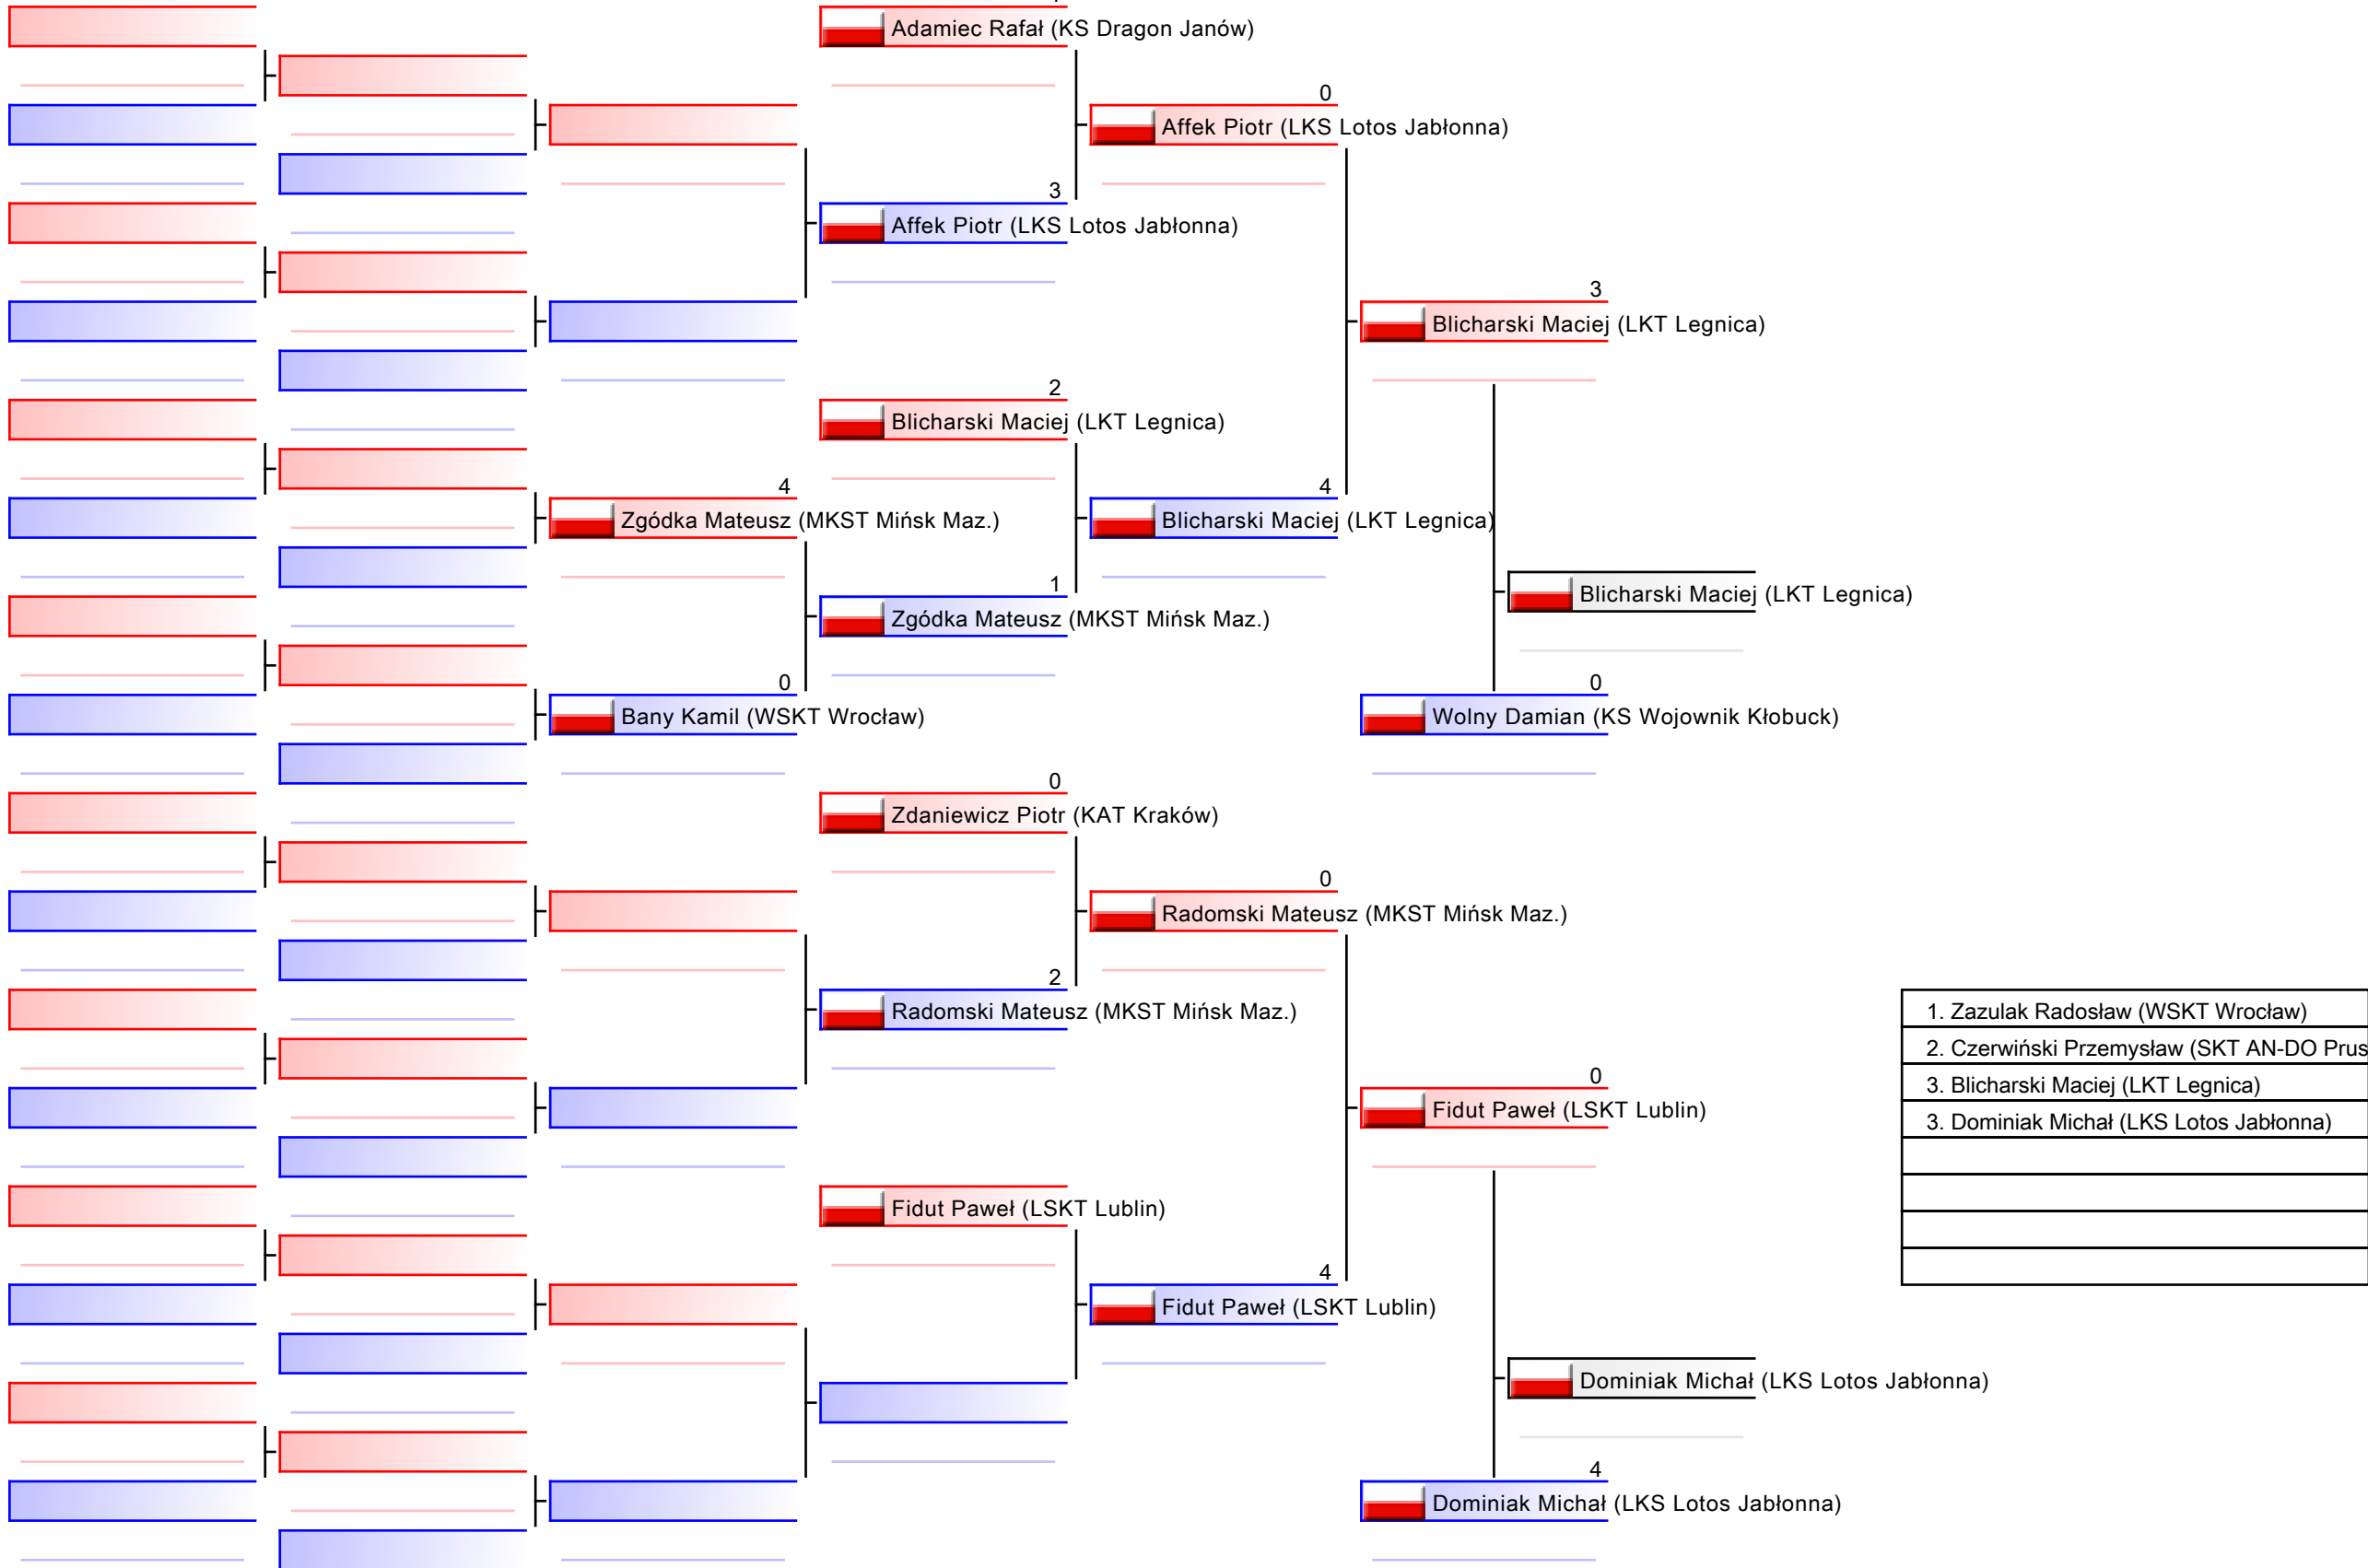 Adamiec Rafał (KS Dragon Janów)
0
Affek Piotr (LKS Lotos Jabłonna)
3
Affek Piotr (LKS Lotos Jabłonna)
3
Blicharski Maciej (LKT Legnica)
2
Blicharski Maciej (LKT Legnica)
4
Zgódka Mateusz (MKST Mińsk Maz.)
4
Blicharski Maciej (LKT Legnica)
1
Zgódka Mateusz (MKST Mińsk Maz.)
Blicharski Maciej (LKT Legnica)
0
Bany Kamil (WSKT Wrocław)
0
Wolny Damian (KS Wojownik Kłobuck)
0
Zdaniewicz Piotr (KAT Kraków)
0
Radomski Mateusz (MKST Mińsk Maz.)
2
Radomski Mateusz (MKST Mińsk Maz.)
1. Zazulak Radosław (WSKT Wrocław)
2. Czerwiński Przemysław (SKT AN-DO Prus
3. Blicharski Maciej (LKT Legnica)
3. Dominiak Michał (LKS Lotos Jabłonna)
0
Fidut Paweł (LSKT Lublin)
Fidut Paweł (LSKT Lublin)
4
Fidut Paweł (LSKT Lublin)
Dominiak Michał (LKS Lotos Jabłonna)
4
Dominiak Michał (LKS Lotos Jabłonna)